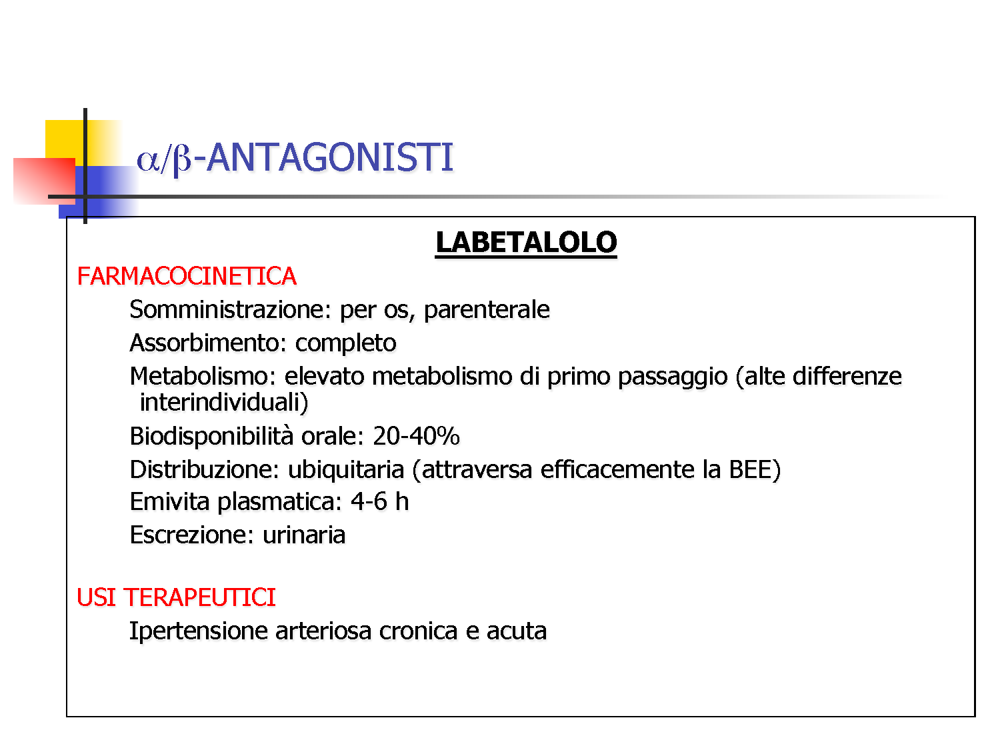 α/β-ANTAGONISTI
LABETALOLO
FARMACOCINETICA
Somministrazione: per os, parenterale
Assorbimento: completo
Metabolismo: elevato metabolismo di primo passaggio (alte differenze
interindividuali)
Biodisponibilità orale: 20-40%
Distribuzione: ubiquitaria (attraversa efficacemente la BEE)
Emivita plasmatica: 4-6 h
Escrezione: urinaria
USI TERAPEUTICI
Ipertensione arteriosa cronica e acuta